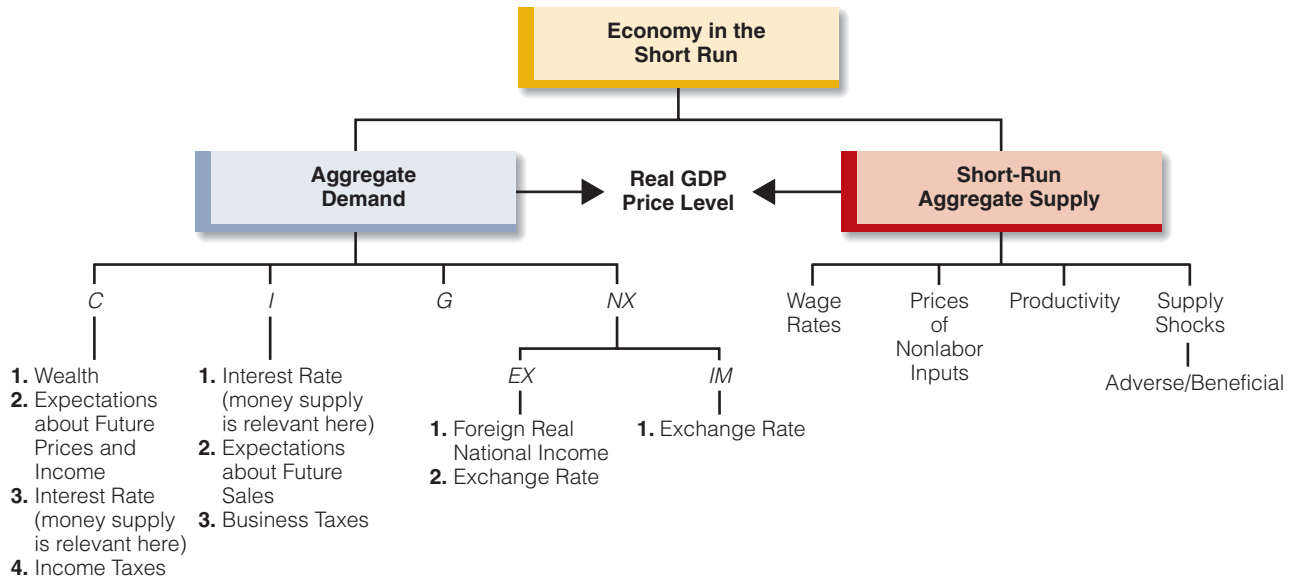 Economy in the
Short Run
Aggregate
Demand
Real GDP
Price Level
Short-Run
Aggregate Supply
C
I
G
NX
Wage
Rates
Prices
of
Nonlabor
Inputs
Productivity
Supply
Shocks
Adverse/Beneficial
EX
IM
1. Wealth
2. Expectations
about Future
Prices and
Income
3. Interest Rate
(money supply
is relevant here)
4. Income Taxes
1. Interest Rate
(money supply
is relevant here)
2. Expectations
about Future
Sales
3. Business Taxes
1. Foreign Real
National Income
2. Exchange Rate
1. Exchange Rate